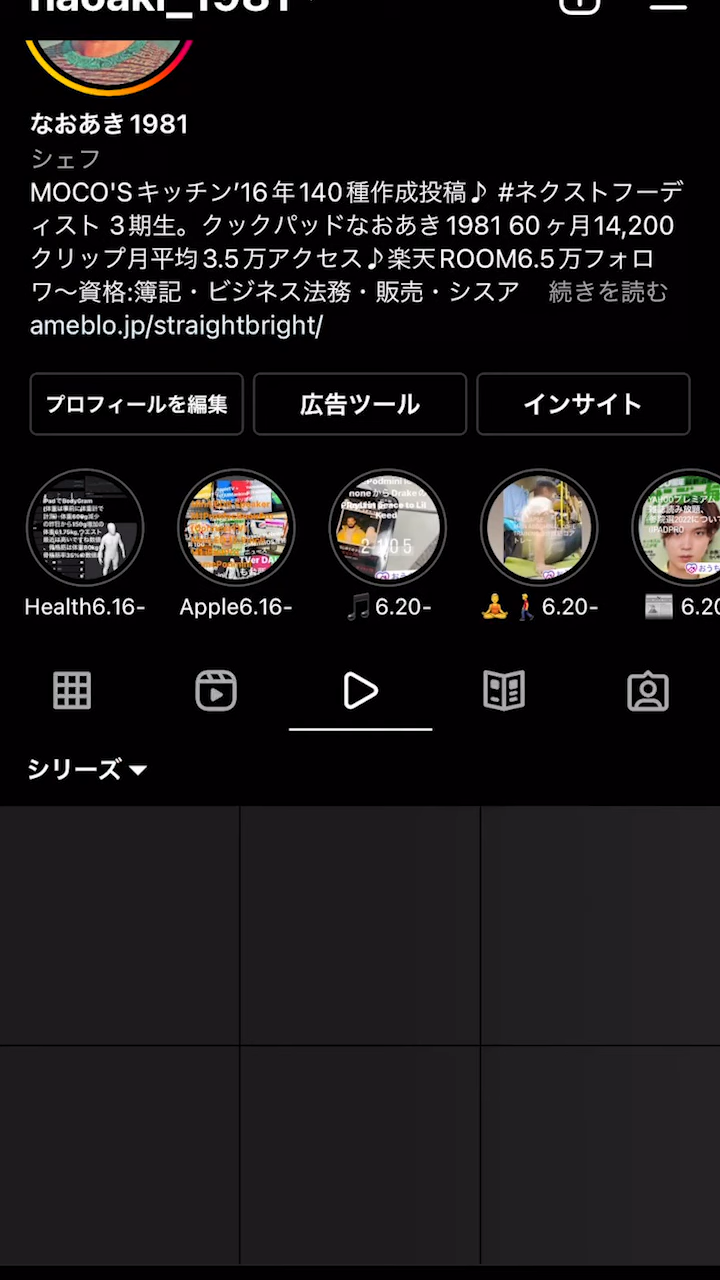 naoaki_1981
なおあき1981
シェフ
MOCO'Sキッチン’16年140種作成投稿♪ #ネクストフーデ
ィスト 3期生。クックパッドなおあき1981 60ヶ月14,200
クリップ月平均3.5万アクセス♪楽天ROOM6.5万フォロ
ワ〜資格:簿記・ビジネス法務・販売・シスア 続きを読む
ameblo.jp/straightbright/
プロフィールを編集 広告ツール インサイト
Health6.16- Apple6.16- 🎵6.20- 🧘🚶6.20- 📰6.20
シリーズ